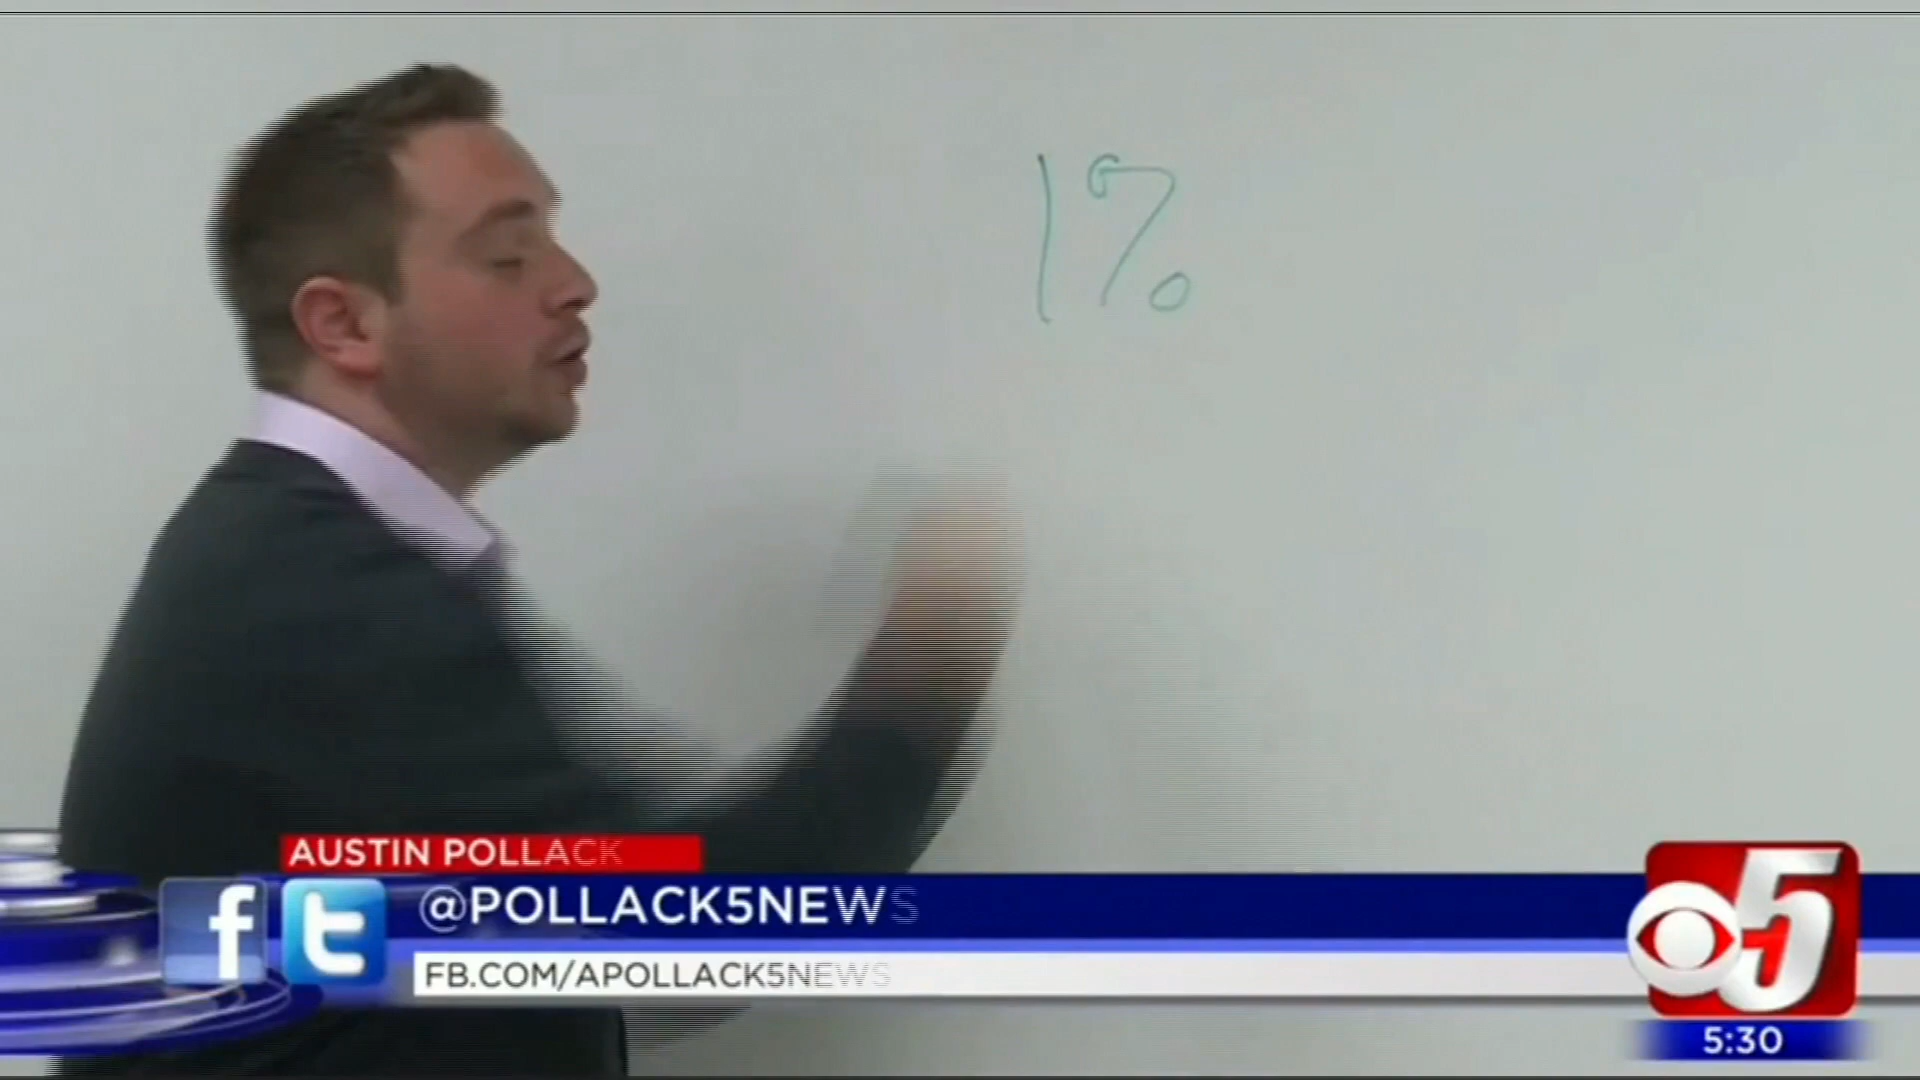 1%
AUSTIN POLLACK
f t @POLLACK5NEWS
FB.COM/APOLLACK5NEWS
5
5:30